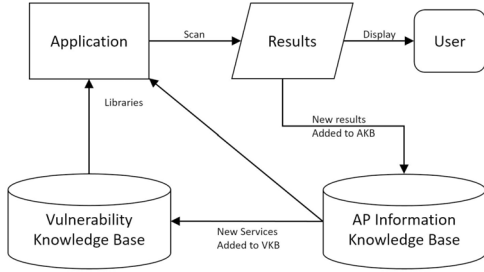 Application
Scan
Results
Display
User
Libraries
New results
Added to AKB
Vulnerability
Knowledge Base
New Services
Added to VKB
AP Information
Knowledge Base